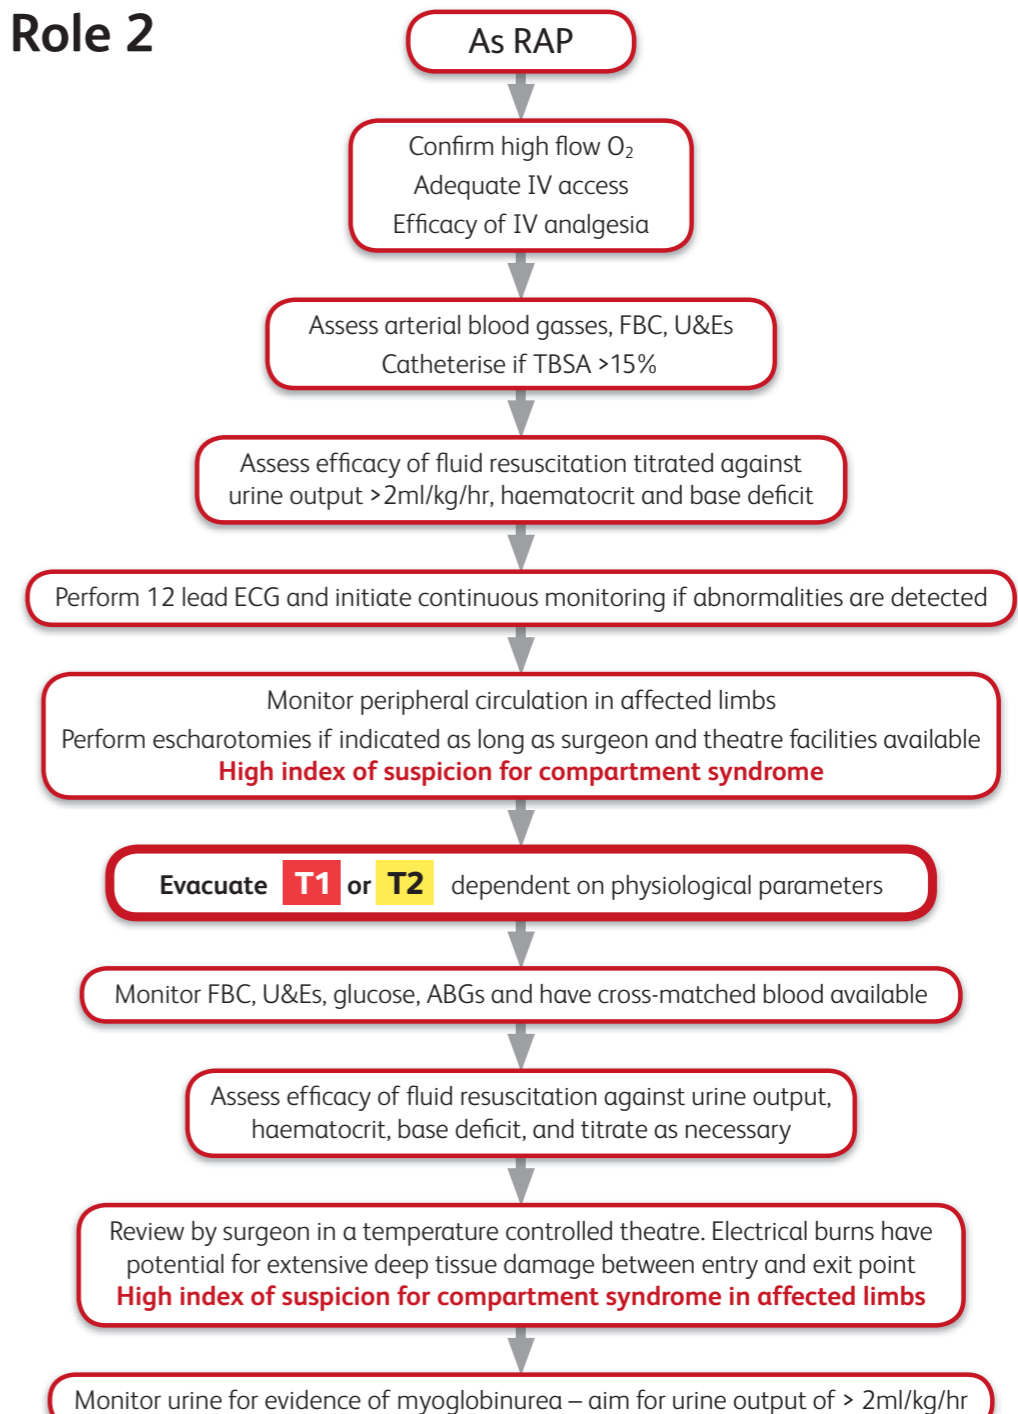 Role 2
As RAP
Confirm high flow O₂
Adequate IV access
Efficacy of IV analgesia
Assess arterial blood gasses, FBC, U&Es
Catheterise if TBSA >15%
Assess efficacy of fluid resuscitation titrated against
urine output >2ml/kg/hr, haematocrit and base deficit
Perform 12 lead ECG and initiate continuous monitoring if abnormalities are detected
Monitor peripheral circulation in affected limbs
Perform escharotomies if indicated as long as surgeon and theatre facilities available
High index of suspicion for compartment syndrome
Evacuate T1 or T2 dependent on physiological parameters
Monitor FBC, U&Es, glucose, ABGs and have cross-matched blood available
Assess efficacy of fluid resuscitation against urine output,
haematocrit, base deficit, and titrate as necessary
Review by surgeon in a temperature controlled theatre. Electrical burns have
potential for extensive deep tissue damage between entry and exit point
High index of suspicion for compartment syndrome in affected limbs
Monitor urine for evidence of myoglobinurea – aim for urine output of > 2ml/kg/hr